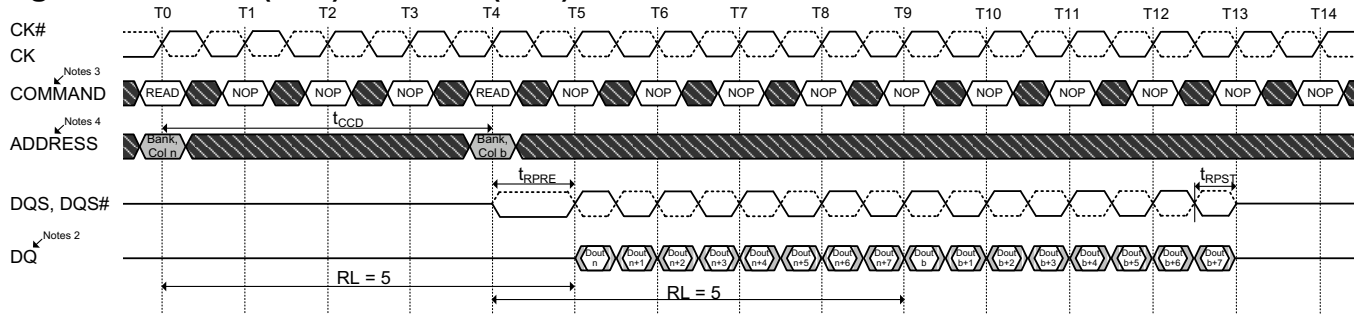 T0 T1 T2 T3 T4 T5 T6 T7 T8 T9 T10 T11 T12 T13 T14
CK#
CK
Notes 3
COMMAND READ NOP NOP NOP READ NOP NOP NOP NOP NOP NOP NOP NOP NOP NOP
Notes 4
tCCD
ADDRESS Bank, Col n Bank, Col b
tRPRE tRPST
DQS, DQS#
Notes 2
DQ Dout n Dout n+1 Dout n+2 Dout n+3 Dout n+4 Dout n+5 Dout n+6 Dout n+7 Dout b Dout b+1 Dout b+2 Dout b+3 Dout b+4 Dout b+5 Dout b+6 Dout b+7
RL = 5
RL = 5